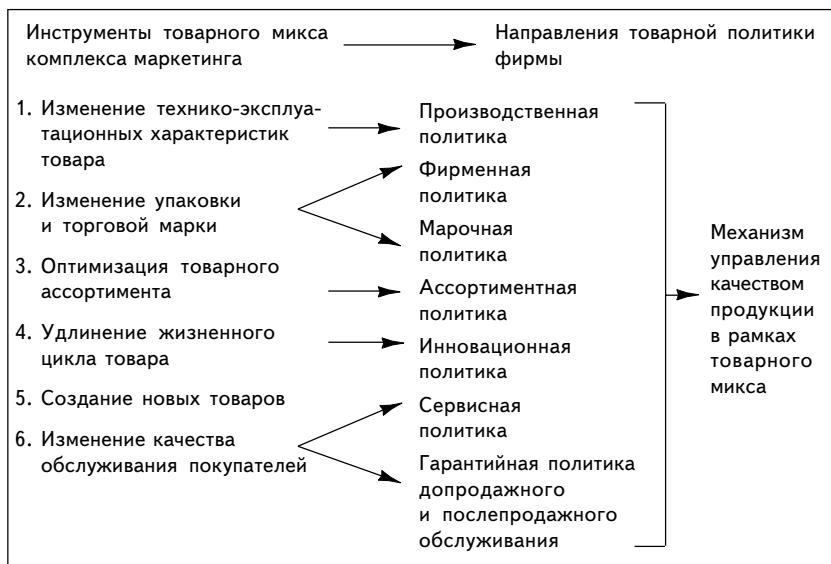 Инструменты товарного микса
комплекса маркетинга
Направления товарной политики
фирмы
1. Изменение технико-эксплуа-
тационных характеристик
товара
2. Изменение упаковки
и торговой марки
3. Оптимизация товарного
ассортимента
4. Удлинение жизненного
цикла товара
5. Создание новых товаров
6. Изменение качества
обслуживания покупателей
Производственная
политика
Фирменная
политика
Марочная
политика
Ассортиментная
политика
Инновационная
политика
Сервисная
политика
Гарантийная политика
допродажного
и послепродажного
обслуживания
Механизм
управления
качеством
продукции
в рамках
товарного
микса